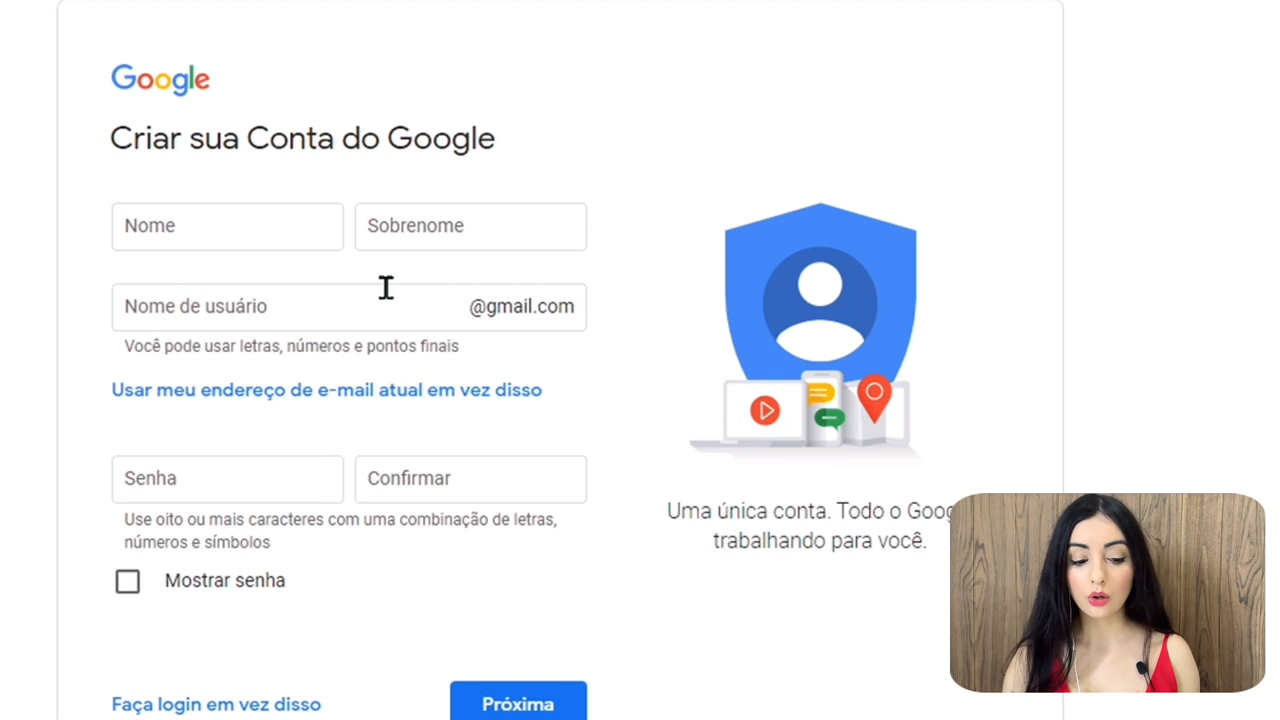 Google
Criar sua Conta do Google
Nome
Sobrenome
Nome de usuário
@gmail.com
Você pode usar letras, números e pontos finais
Usar meu endereço de e-mail atual em vez disso
Senha
Confirmar
Use oito ou mais caracteres com uma combinação de letras,
números e símbolos
Mostrar senha
Faça login em vez disso
Próxima
Uma única conta. Todo o Goog
trabalhando para você.